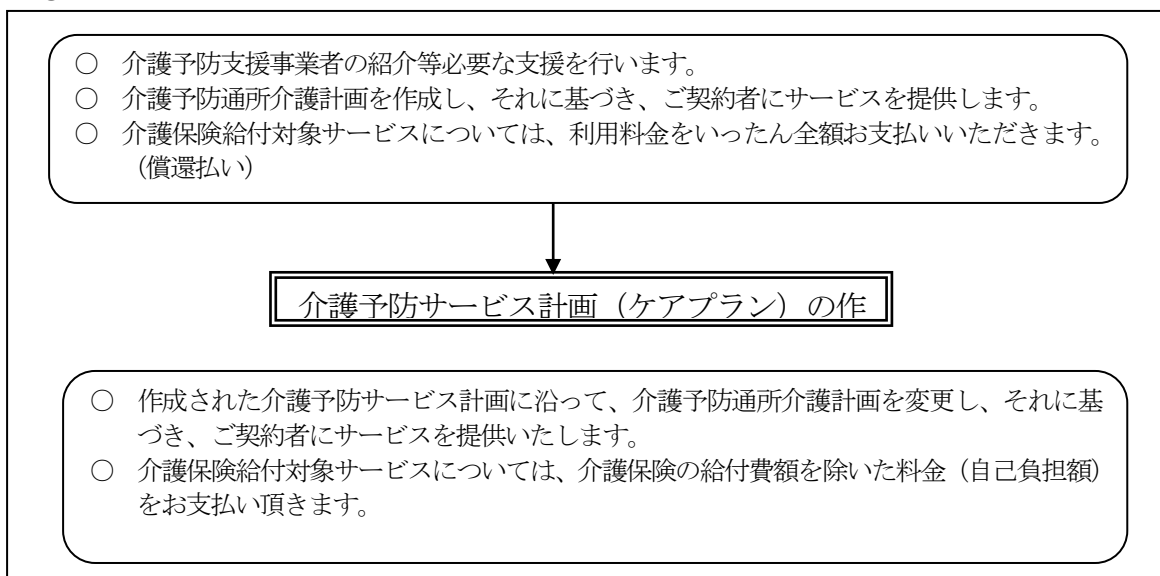 ○ 介護予防支援事業者の紹介等必要な支援を行います。
○ 介護予防通所介護計画を作成し、それに基づき、ご契約者にサービスを提供します。
○ 介護保険給付対象サービスについては、利用料金をいったん全額お支払いいただきます。
（償還払い）
介護予防サービス計画（ケアプラン）の作
○ 作成された介護予防サービス計画に沿って、介護予防通所介護計画を変更し、それに基
づき、ご契約者にサービスを提供いたします。
○ 介護保険給付対象サービスについては、介護保険の給付費額を除いた料金（自己負担額）
をお支払い頂きます。